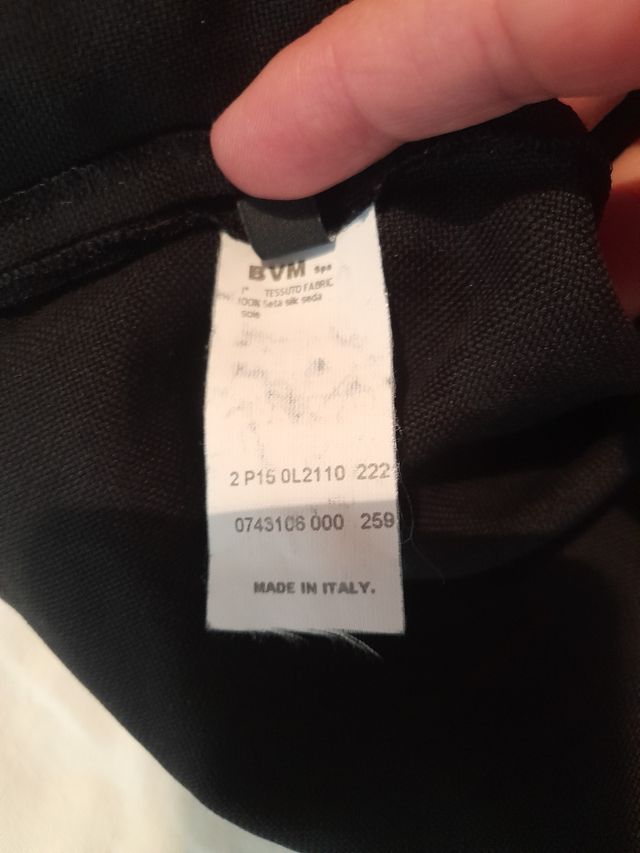 BVM Spa
1° TESSUTO FABRIC
100% Seta silk seda
soie
2 P15 0L2110 222
0743106 000 259
MADE IN ITALY.